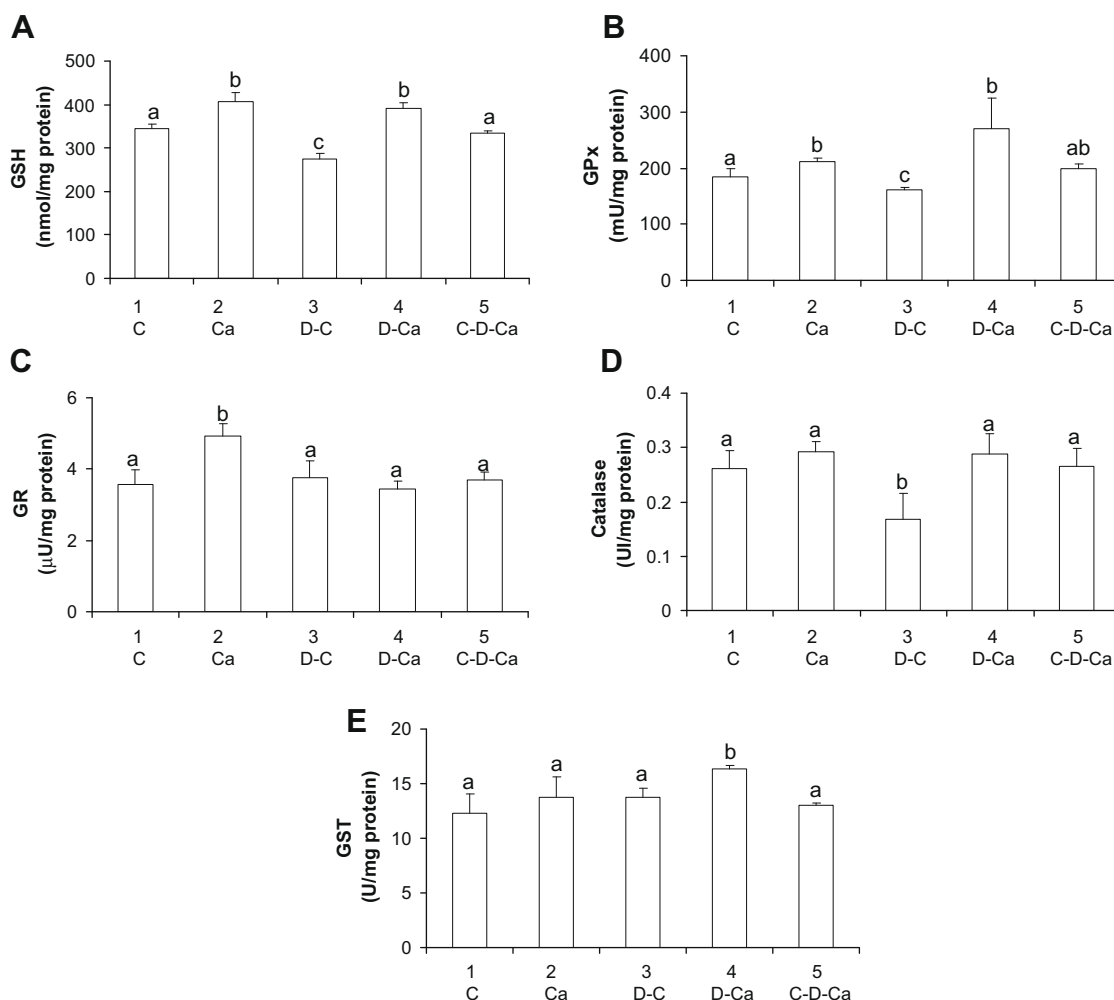 A
GSH
(nmol/mg protein)
500
400
300
200
100
0
a
b
c
b
a
1 2 3 4 5
C Ca D-C D-Ca C-D-Ca
B
GPx
(mU/mg protein)
400
300
200
100
0
a
b
c
b
ab
1 2 3 4 5
C Ca D-C D-Ca C-D-Ca
C
GR
(μU/mg protein)
6
4
2
0
a
b
a
a
a
1 2 3 4 5
C Ca D-C D-Ca C-D-Ca
D
Catalase
(UI/mg protein)
0.4
0.3
0.2
0.1
0
a
a
b
a
a
1 2 3 4 5
C Ca D-C D-Ca C-D-Ca
E
GST
(U/mg protein)
20
15
10
5
0
a
a
a
b
a
1 2 3 4 5
C Ca D-C D-Ca C-D-Ca